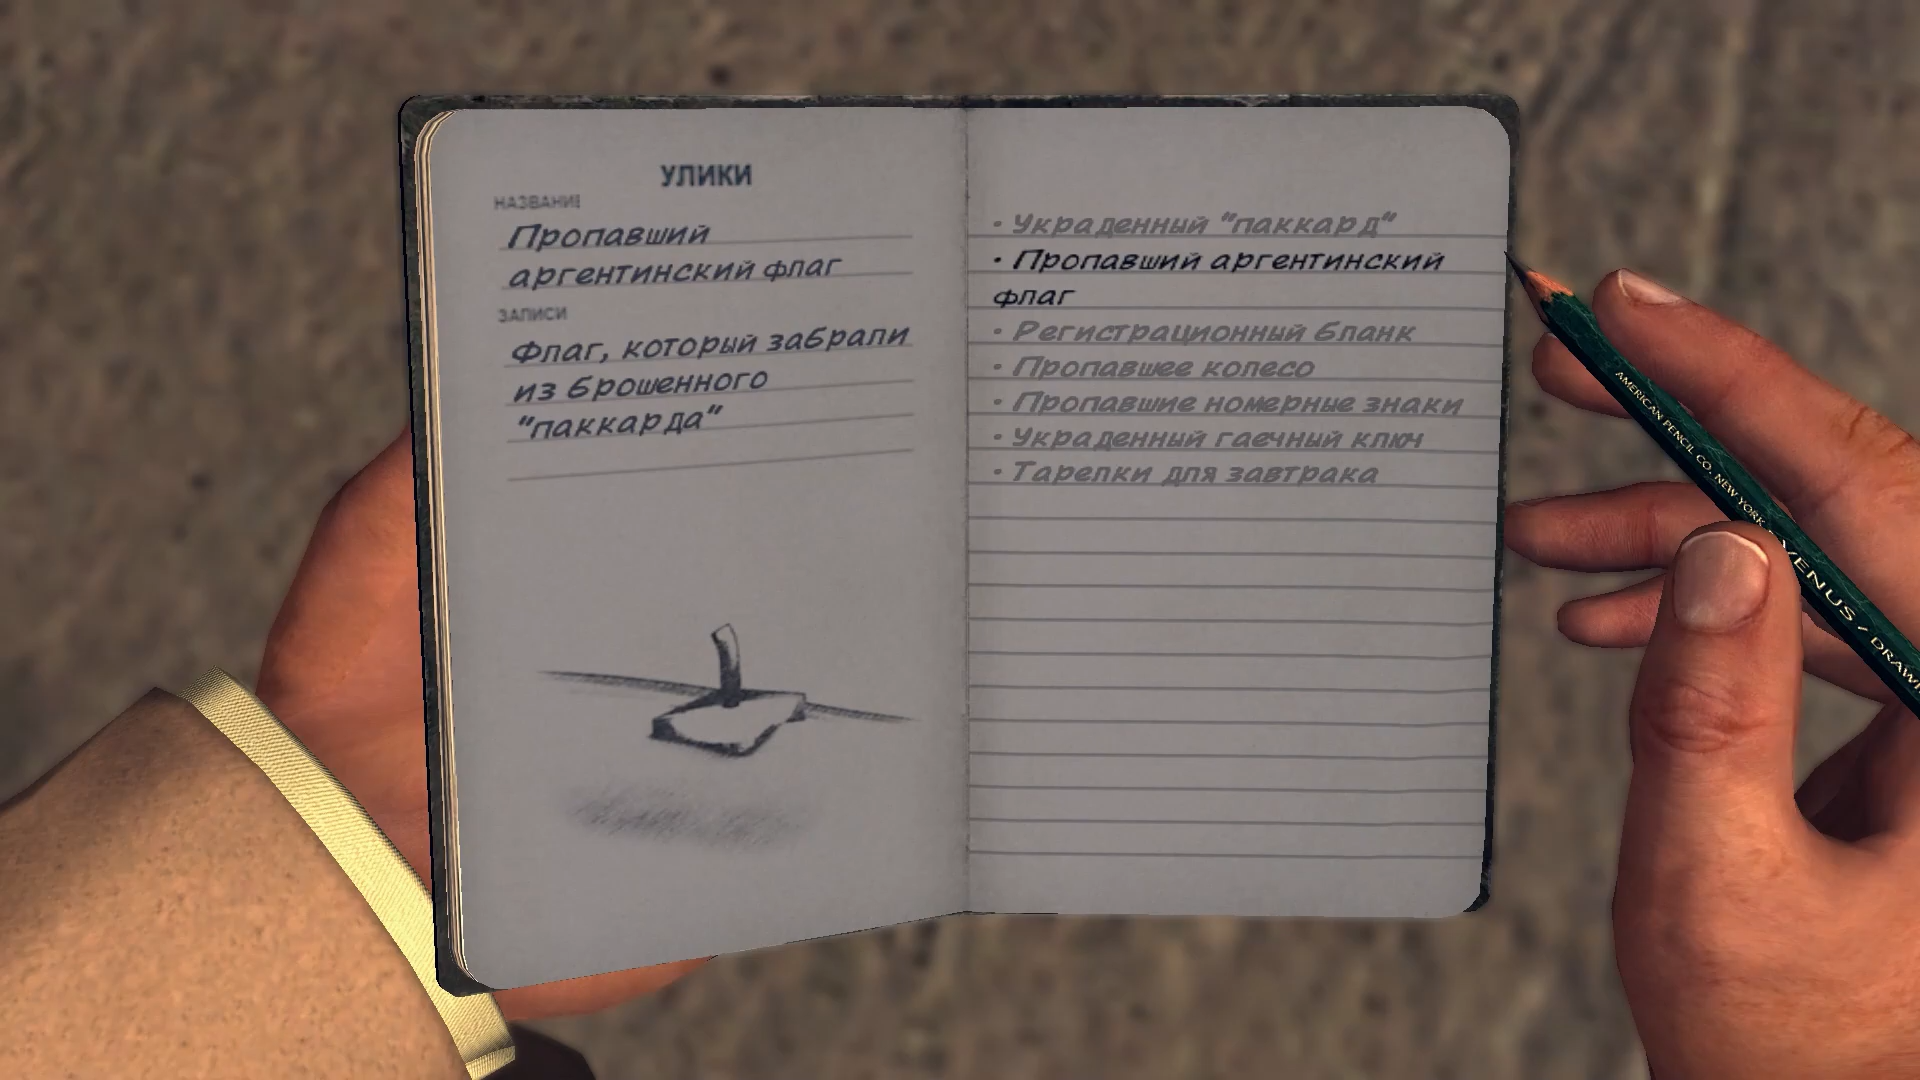 УЛИКИ
НАЗВАНИЕ
Пропавший
аргентинский флаг
ЗАПИСИ
Флаг, который забрали
из брошенного
"паккарда"
• Украденный "паккард"
• Пропавший аргентинский
флаг
• Регистрационный бланк
• Пропавшее колесо
• Пропавшие номерные знаки
• Украденный гаечный ключ
• Тарелки для завтрака
AMERICAN PENCIL CO. NEW YORK
VENUS / DRAWI